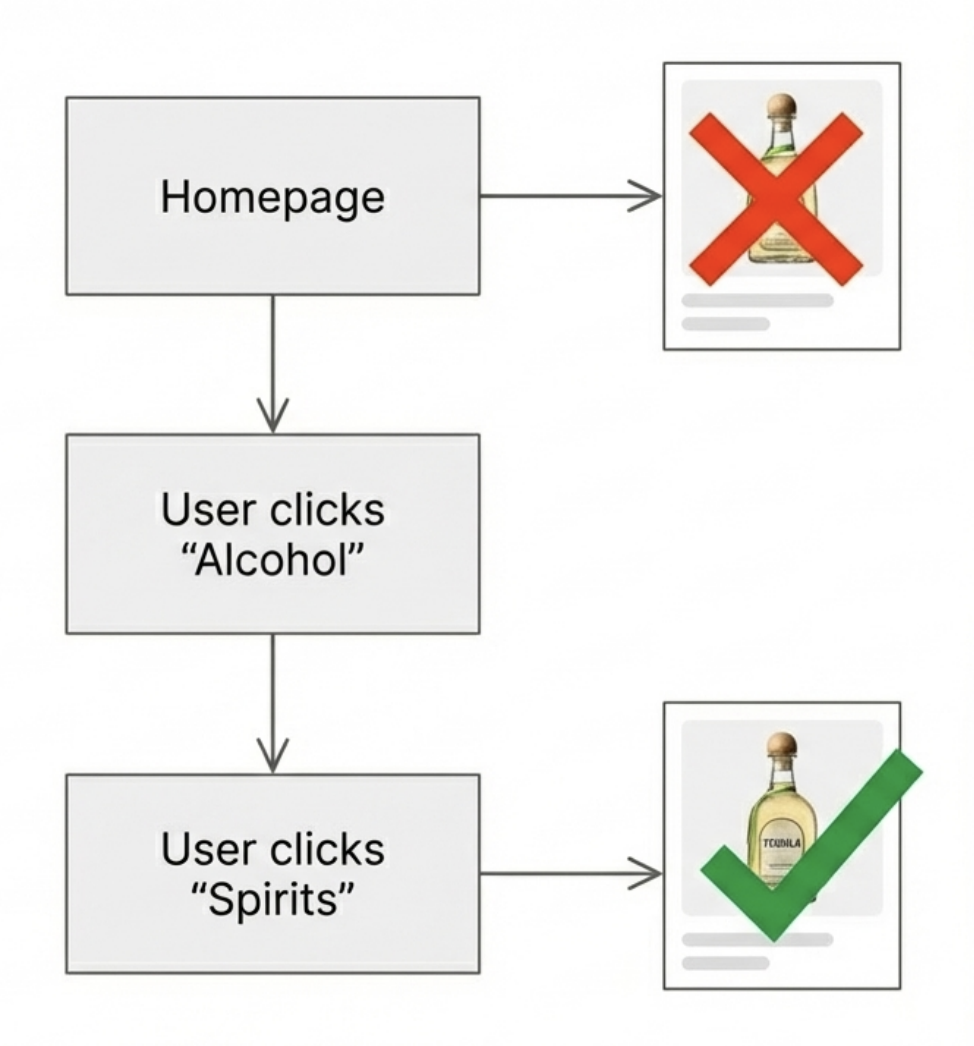 Homepage
User clicks
“Alcohol”
User clicks
“Spirits”